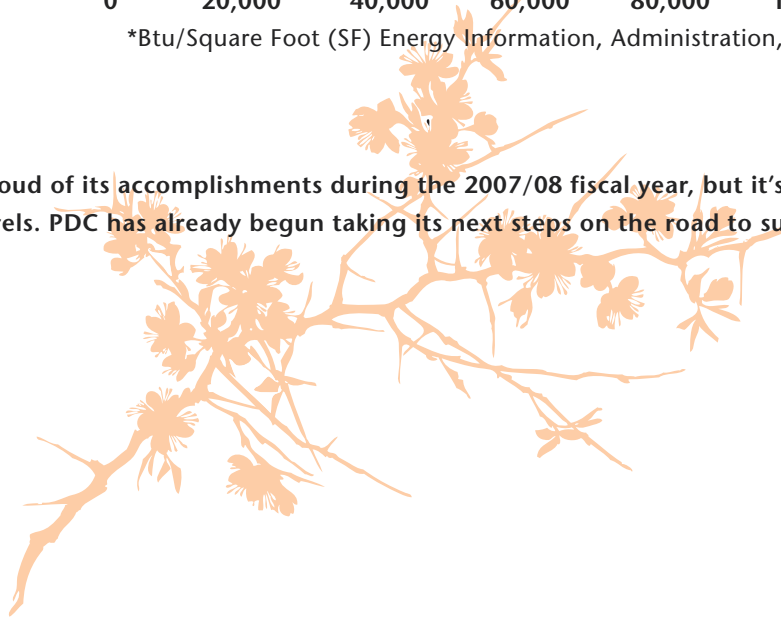 0 20,000 40,000 60,000 80,000
*Btu/Square Foot (SF) Energy Information, Administration,
oud of its accomplishments during the 2007/08 fiscal year, but it's
els. PDC has already begun taking its next steps on the road to su